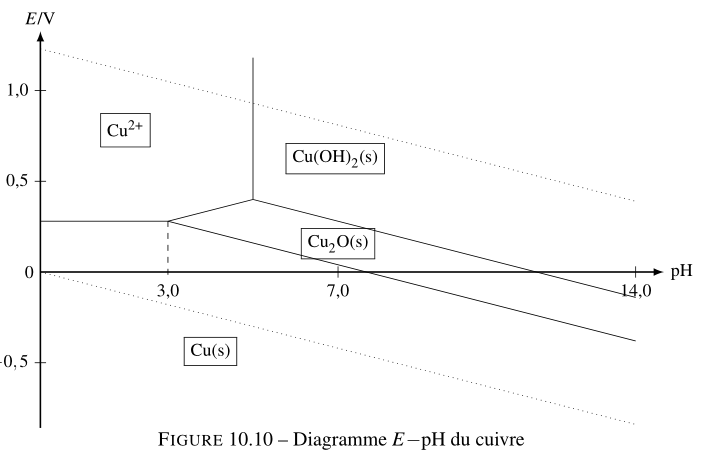 E/V
1,0
Cu²⁺
Cu(OH)₂(s)
0,5
Cu₂O(s)
0
pH
3,0
7,0
14,0
Cu(s)
-0,5
FIGURE 10.10 – Diagramme E−pH du cuivre